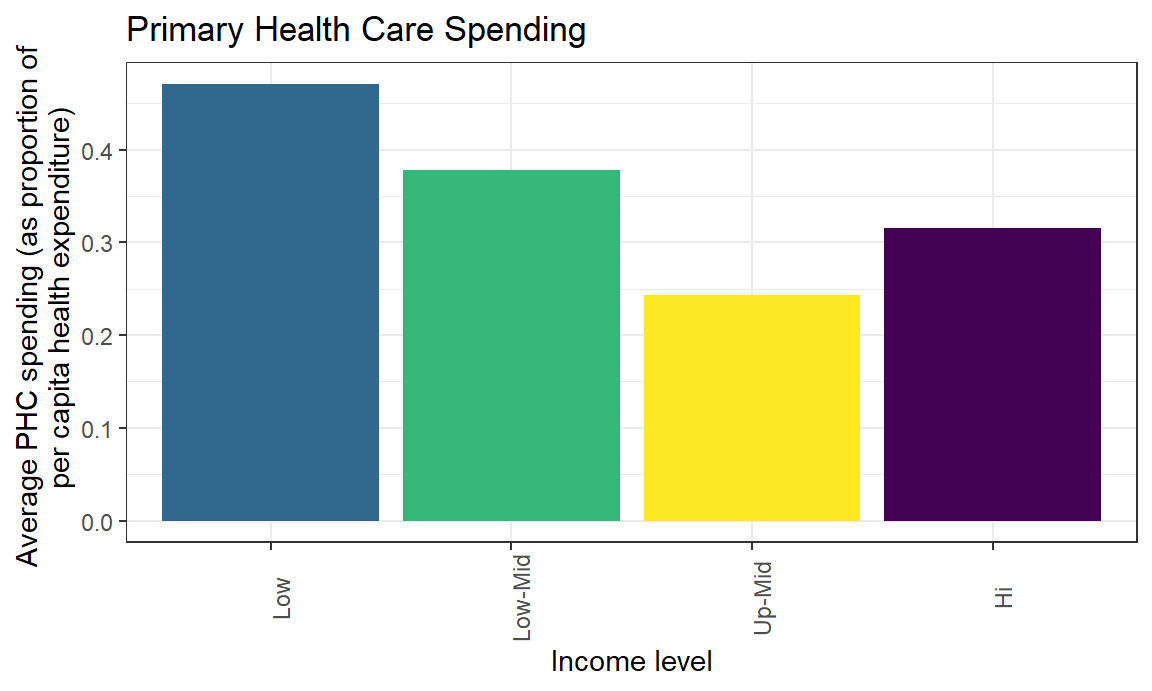 Primary Health Care Spending
Average PHC spending (as proportion of
per capita health expenditure)
0.4
0.3
0.2
0.1
0.0
Low
Low-Mid
Up-Mid
Hi
Income level